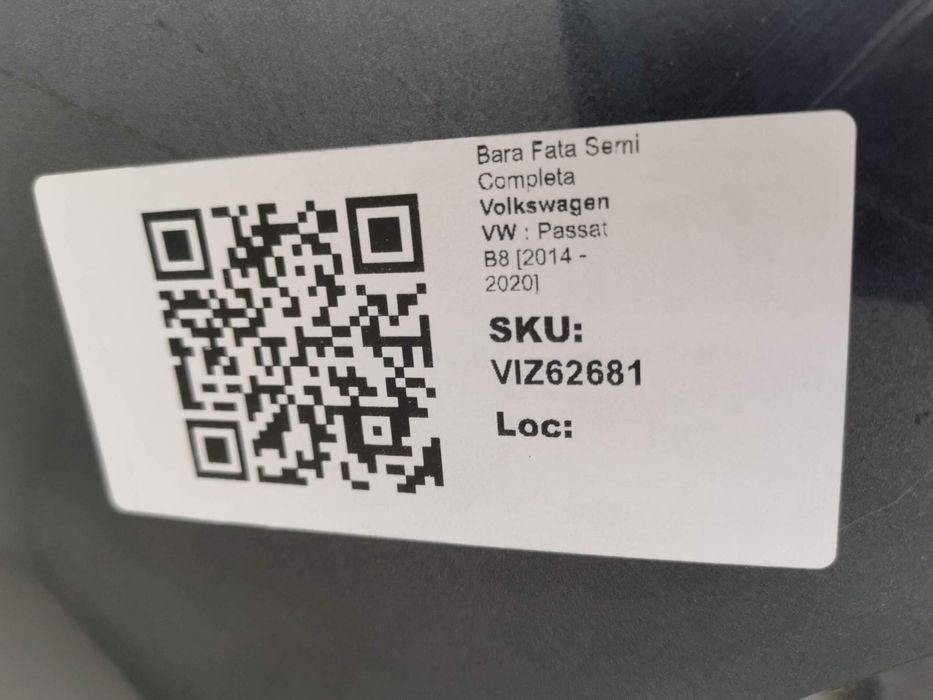 Bara Fata Semi
Completa
Volkswagen
VW : Passat
B8 [2014 -
2020]
SKU:
VIZ62681
Loc: